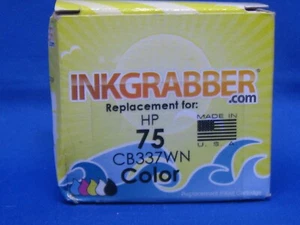 INKGRABBER
.com
Replacement for:
HP
MADE IN
75
U.S.A
CB337WN
Color